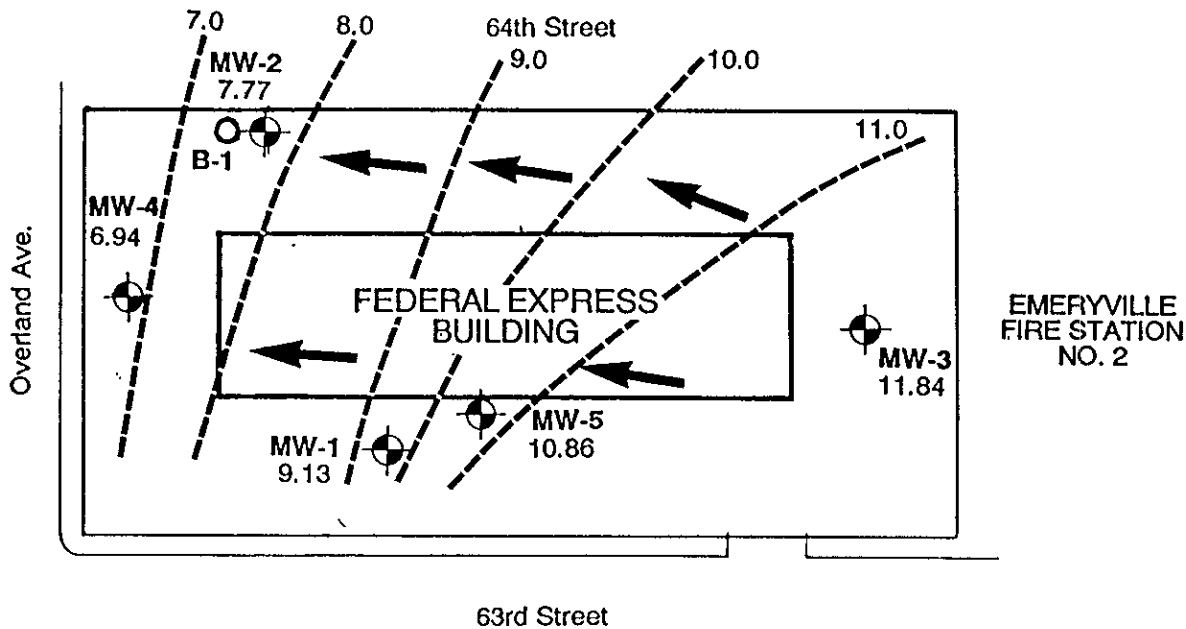 7.0
8.0
64th Street
9.0
10.0
11.0
MW-2
7.77
B-1
MW-4
6.94
Overland Ave.
FEDERAL EXPRESS
BUILDING
EMERYVILLE
FIRE STATION
NO. 2
MW-3
11.84
MW-5
10.86
MW-1
9.13
63rd Street